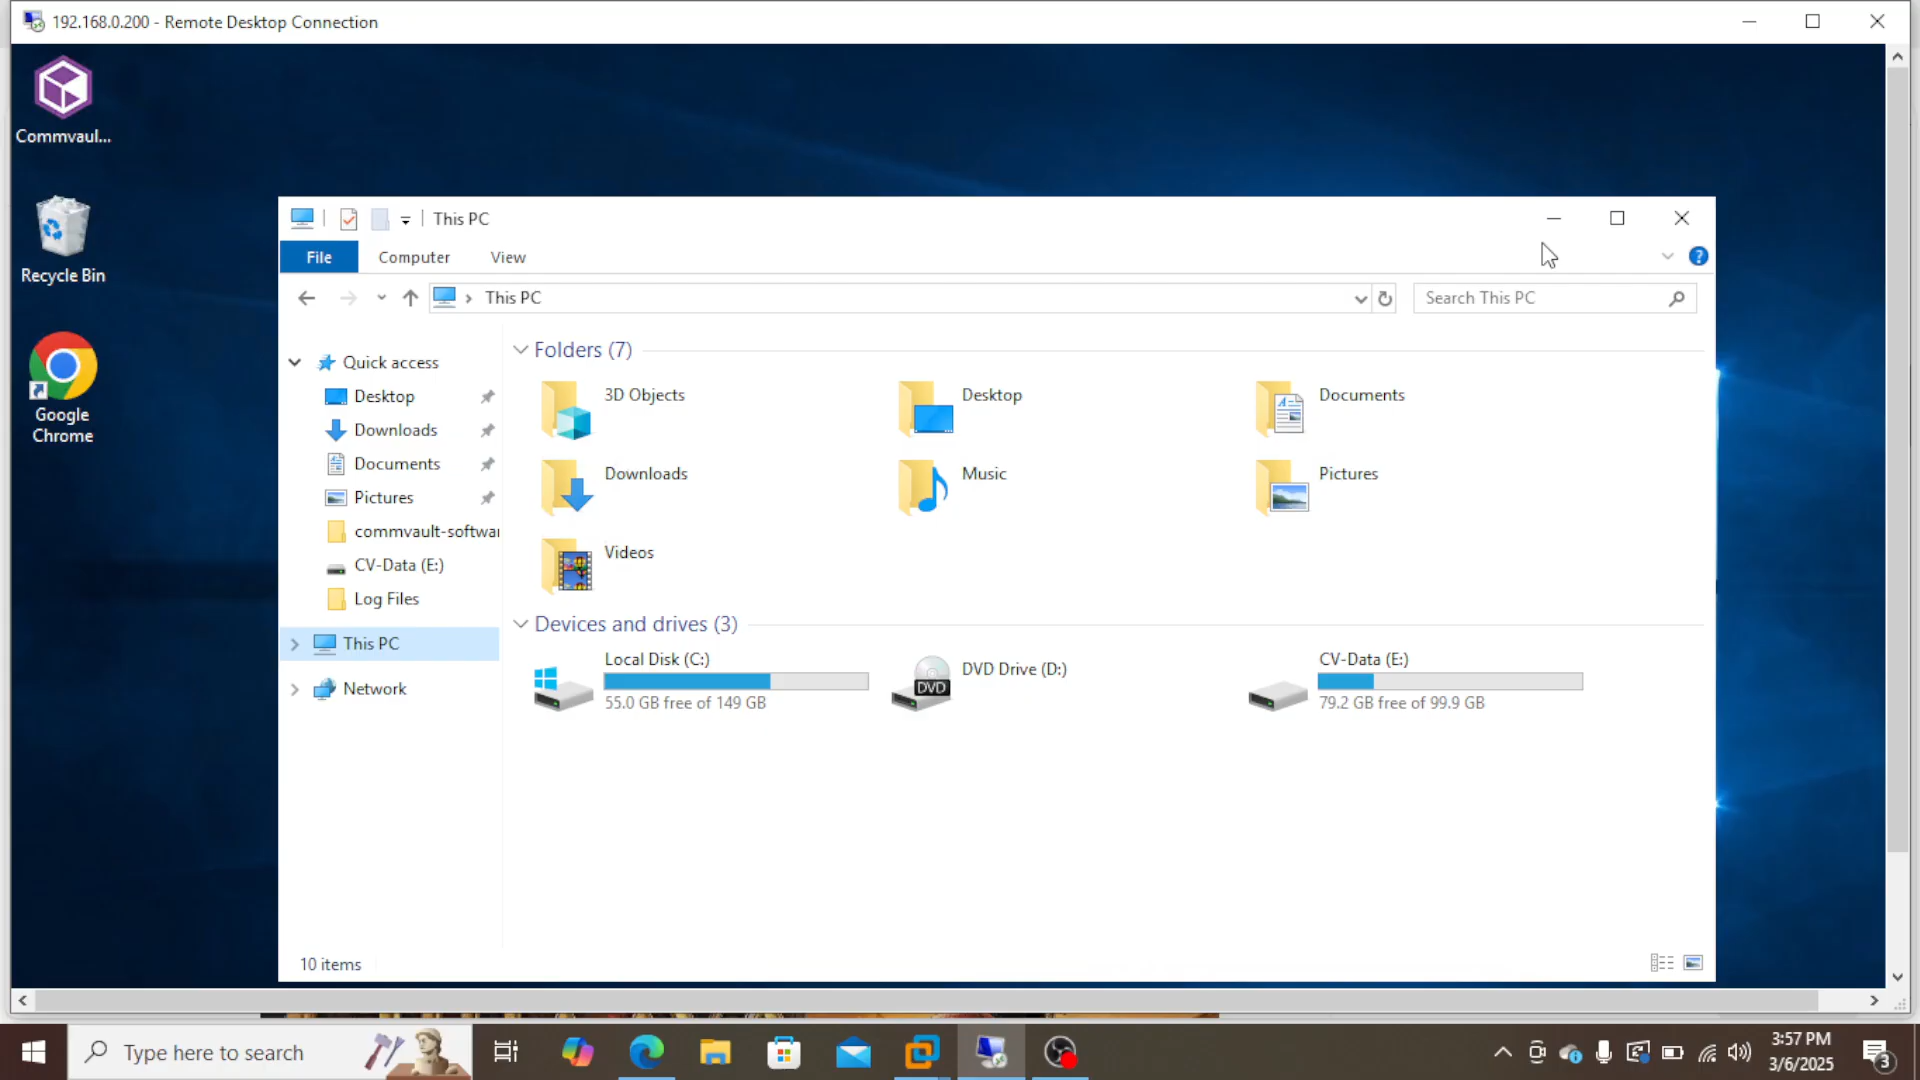 192.168.0.200 - Remote Desktop Connection
Commvaul...
Recycle Bin
Google
Chrome
This PC
File
Computer
View
?
This PC
Search This PC
Quick access
Desktop
Downloads
Documents
Pictures
commvault-softwar
CV-Data (E:)
Log Files
This PC
Network
Folders (7)
3D Objects
Desktop
Documents
Downloads
Music
Pictures
Videos
Devices and drives (3)
Local Disk (C:)
55.0 GB free of 149 GB
DVD
DVD Drive (D:)
CV-Data (E:)
79.2 GB free of 99.9 GB
10 items
Type here to search
3:57 PM
3/6/2025
3